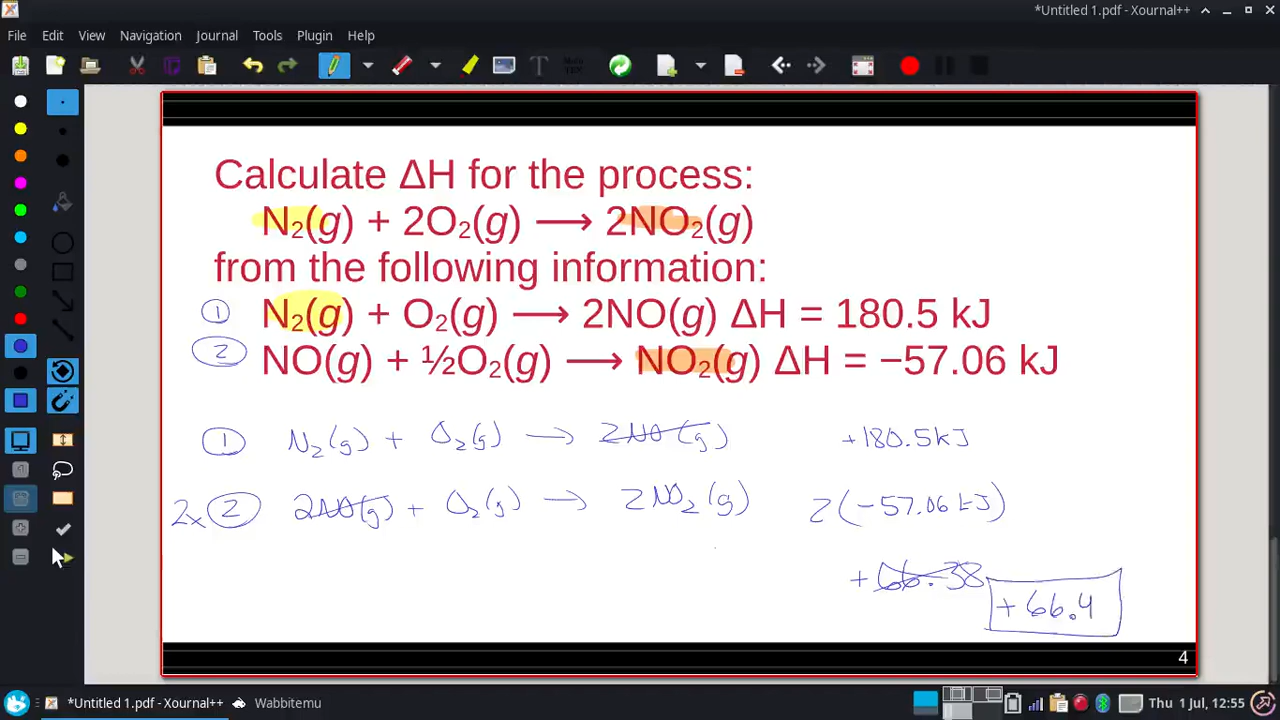 *Untitled 1.pdf - Xournal++
File Edit View Navigation Journal Tools Plugin Help
Calculate ΔH for the process:
N₂(g) + 2O₂(g) ⟶ 2NO₂(g)
from the following information:
1 N₂(g) + O₂(g) ⟶ 2NO(g) ΔH = 180.5 kJ
2 NO(g) + ½O₂(g) ⟶ NO₂(g) ΔH = −57.06 kJ
1 N₂(g) + O₂(g) → 2NO(g) +180.5kJ
2x 2 2NO(g) + O₂(g) → 2NO₂(g) 2(-57.06 kJ)
+66.38
+66.4
4
*Untitled 1.pdf - Xournal++ Wabbitemu Thu 1 Jul, 12:55